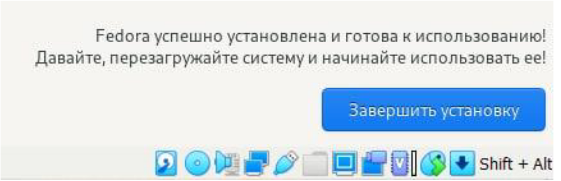 Fedora успешно установлена и готова к использованию!
Давайте, перезагружайте систему и начинайте использовать ее!
Завершить установку
Shift + Alt